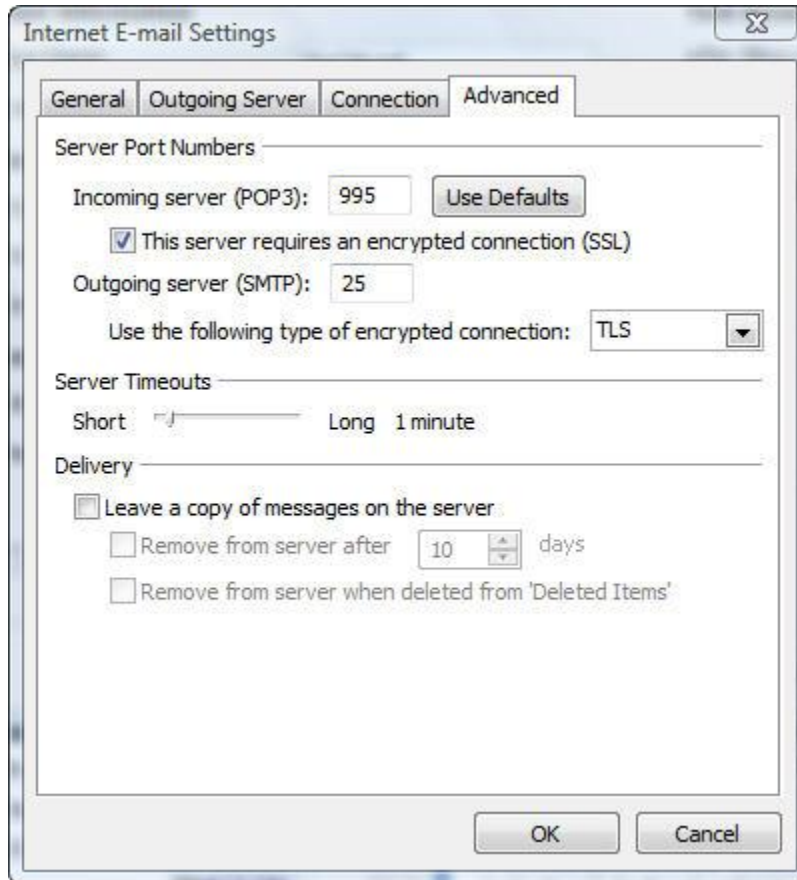 Internet E-mail Settings
General Outgoing Server Connection Advanced
Server Port Numbers
Incoming server (POP3): 995 Use Defaults
This server requires an encrypted connection (SSL)
Outgoing server (SMTP): 25
Use the following type of encrypted connection: TLS
Server Timeouts
Short Long 1 minute
Delivery
Leave a copy of messages on the server
Remove from server after 10 days
Remove from server when deleted from 'Deleted Items'
OK Cancel